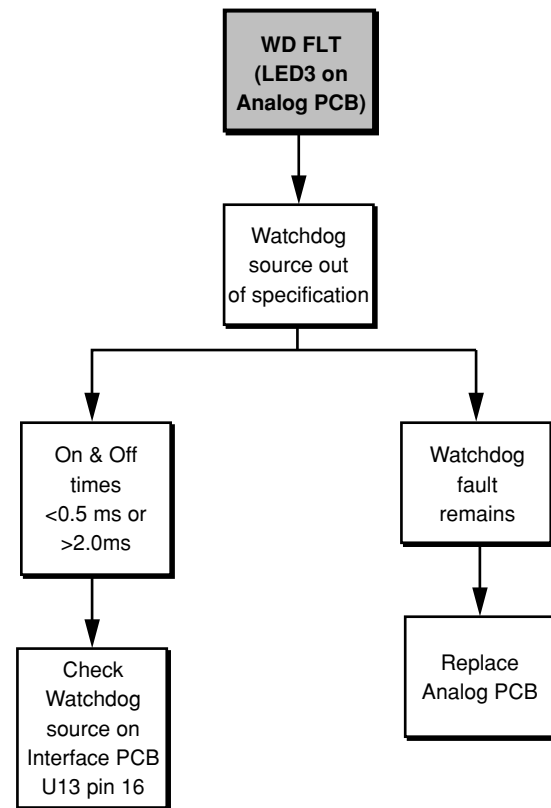 WD FLT
(LED3 on
Analog PCB)
Watchdog
source out
of specification
On & Off
times
<0.5 ms or
>2.0ms
Watchdog
fault
remains
Check
Watchdog
source on
Interface PCB
U13 pin 16
Replace
Analog PCB